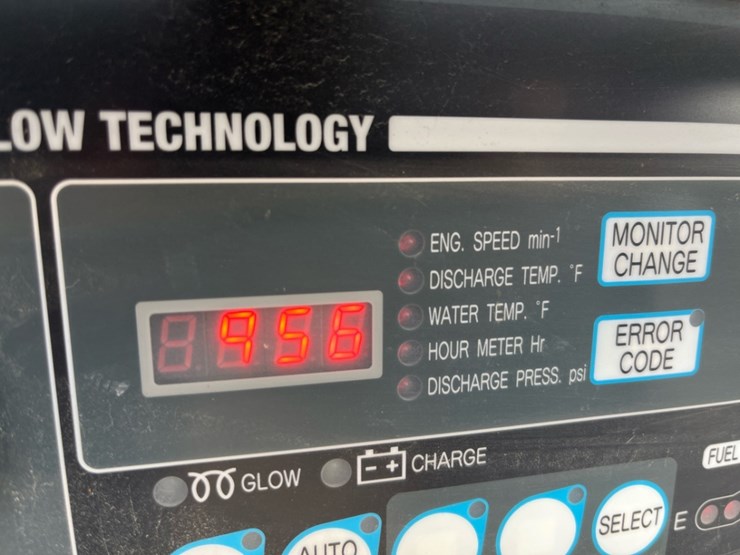 LOW TECHNOLOGY
956
ENG. SPEED min-1
DISCHARGE TEMP. °F
WATER TEMP. °F
HOUR METER Hr
DISCHARGE PRESS. psi
MONITOR
CHANGE
ERROR
CODE
GLOW
- +
CHARGE
FUEL
AUTO
SELECT
E